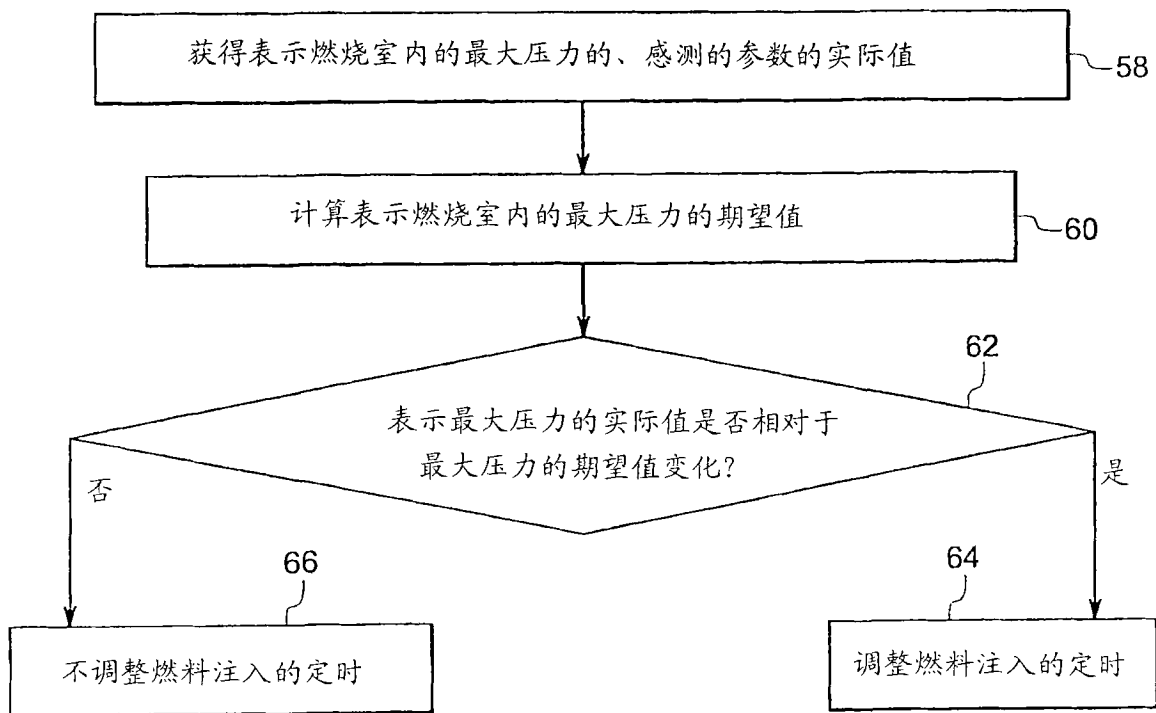 获得表示燃烧室内的最大压力的、感测的参数的实际值
58
计算表示燃烧室内的最大压力的期望值
60
62
表示最大压力的实际值是否相对于
最大压力的期望值变化?
否
是
66
64
不调整燃料注入的定时
调整燃料注入的定时